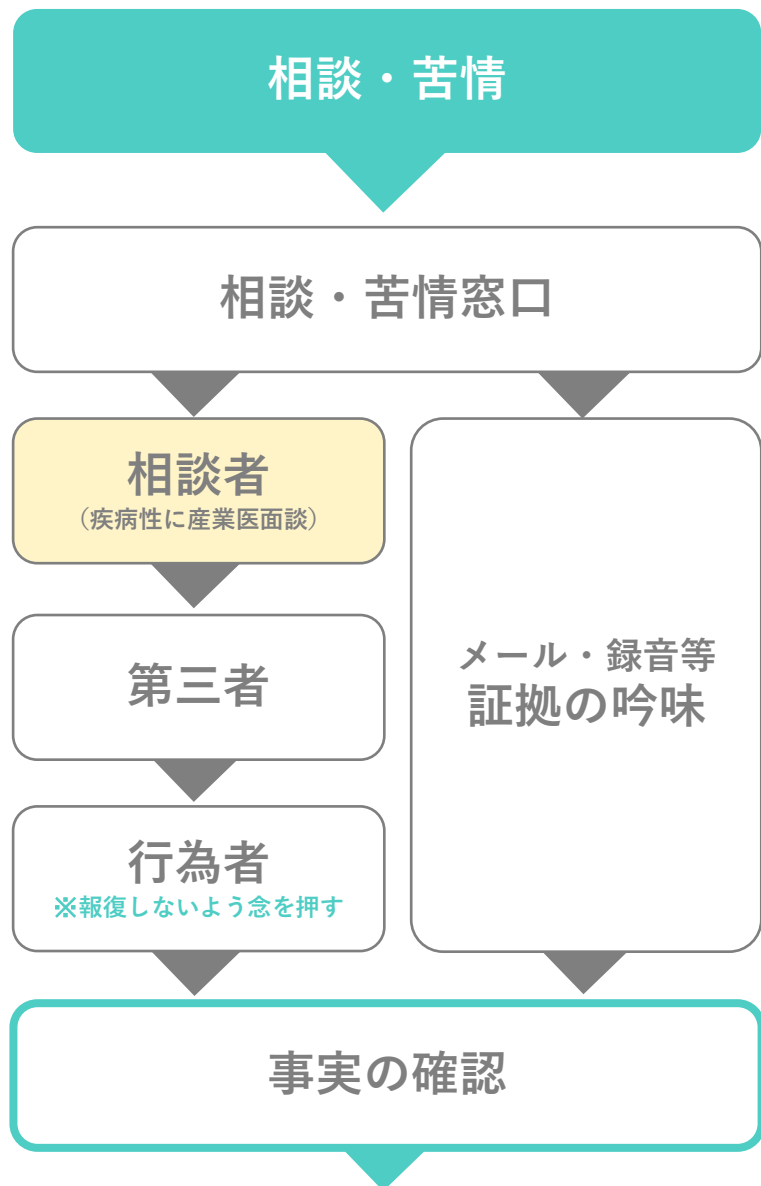 相談・苦情
相談・苦情窓口
相談者
（疾病性に産業医面談）
第三者
行為者
※報復しないよう念を押す
メール・録音等
証拠の吟味
事実の確認